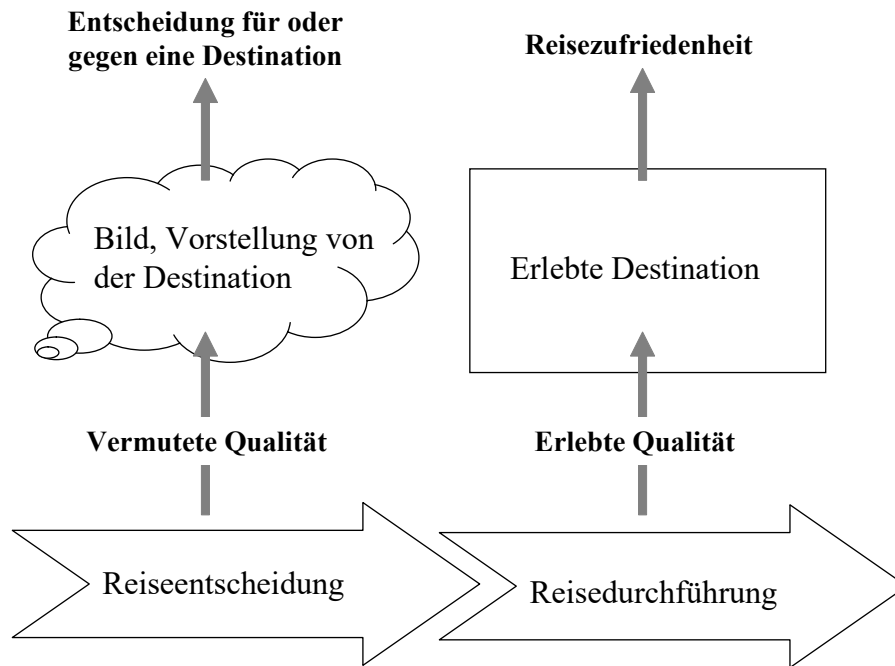 Entscheidung für oder
gegen eine Destination
Reisezufriedenheit
Bild, Vorstellung von
der Destination
Erlebte Destination
Vermutete Qualität
Erlebte Qualität
Reiseentscheidung
Reisedurchführung